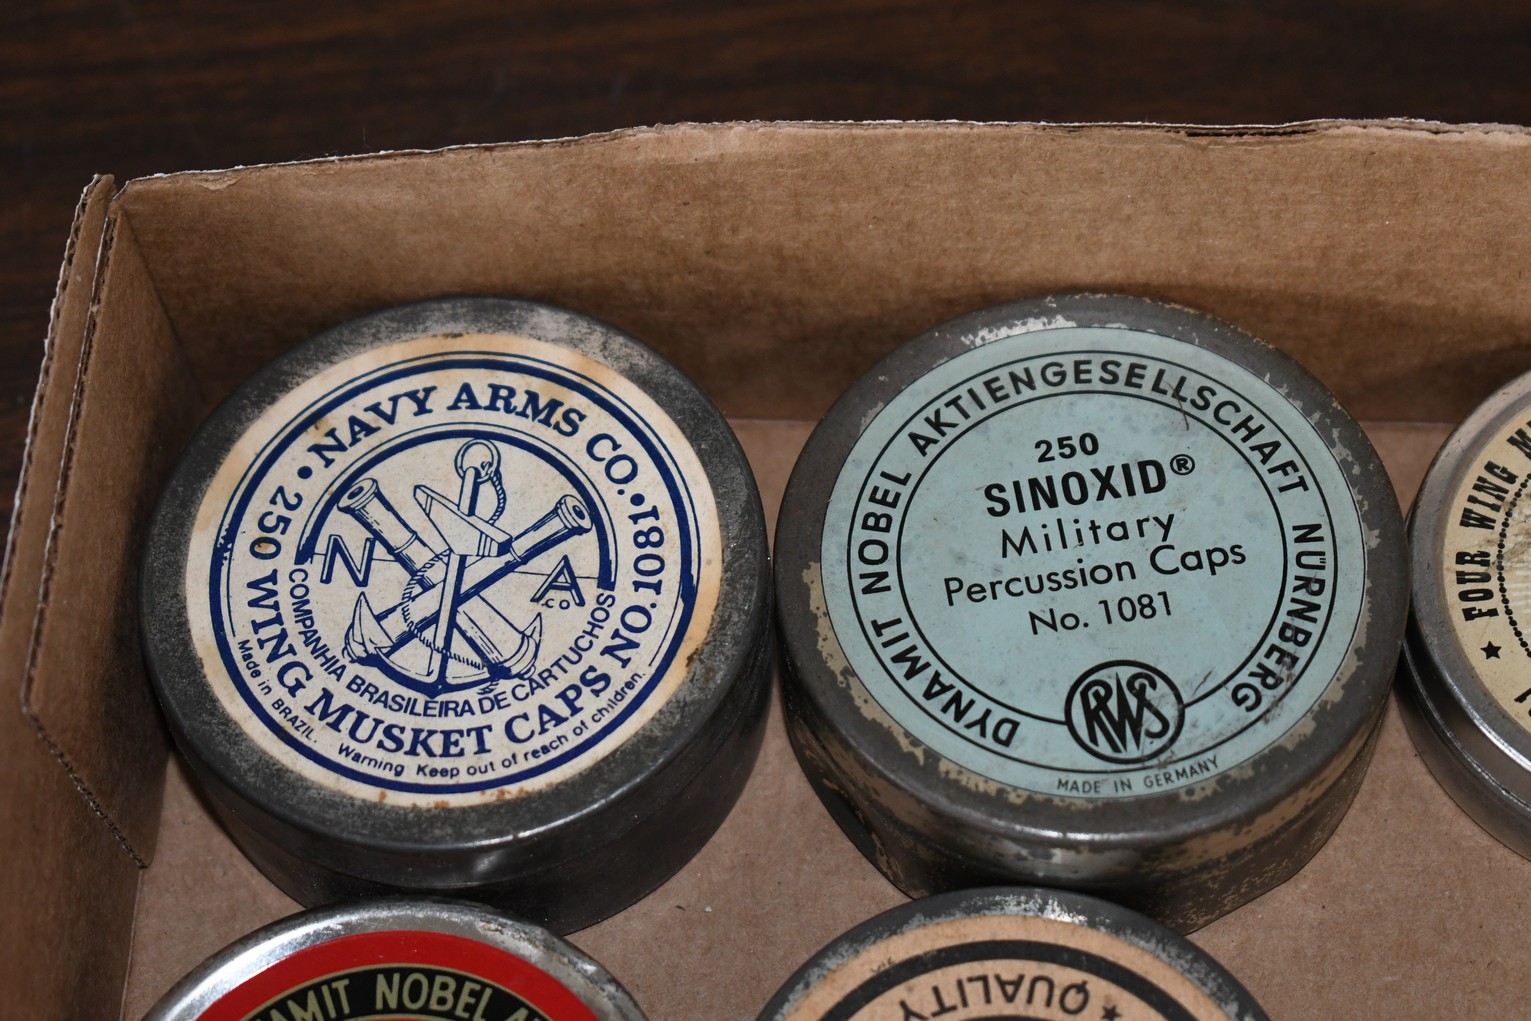 • NAVY ARMS CO. •
250 WING MUSKET CAPS NO. 1081
N A
CO
COMPANHIA BRASILEIRA DE CARTUCHOS
Made in BRAZIL. Warning Keep out of reach of children.
DYNAMIT NOBEL AKTIENGESELLSCHAFT NÜRNBERG
250
SINOXID®
Military
Percussion Caps
No. 1081
RWS
MADE IN GERMANY
★ FOUR WING
NOBEL
QUALITY ★